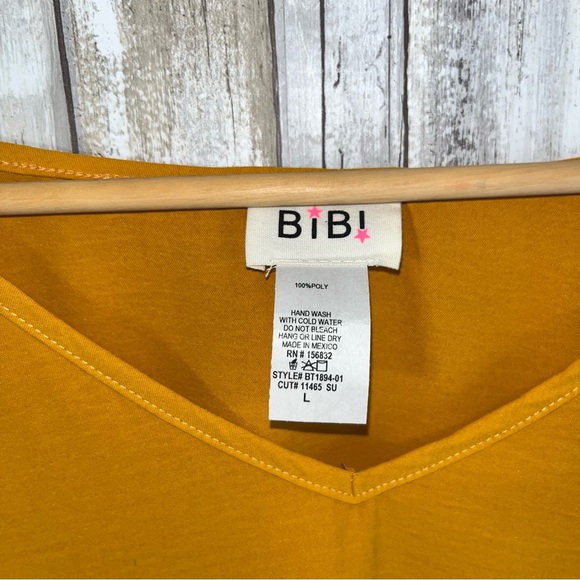 BiBi
100%POLY
HAND WASH
WITH COLD WATER
DO NOT BLEACH
HANG OR LINE DRY
MADE IN MEXICO
RN # 156832
STYLE# BT1894-01
CUT# 11465 SU
L